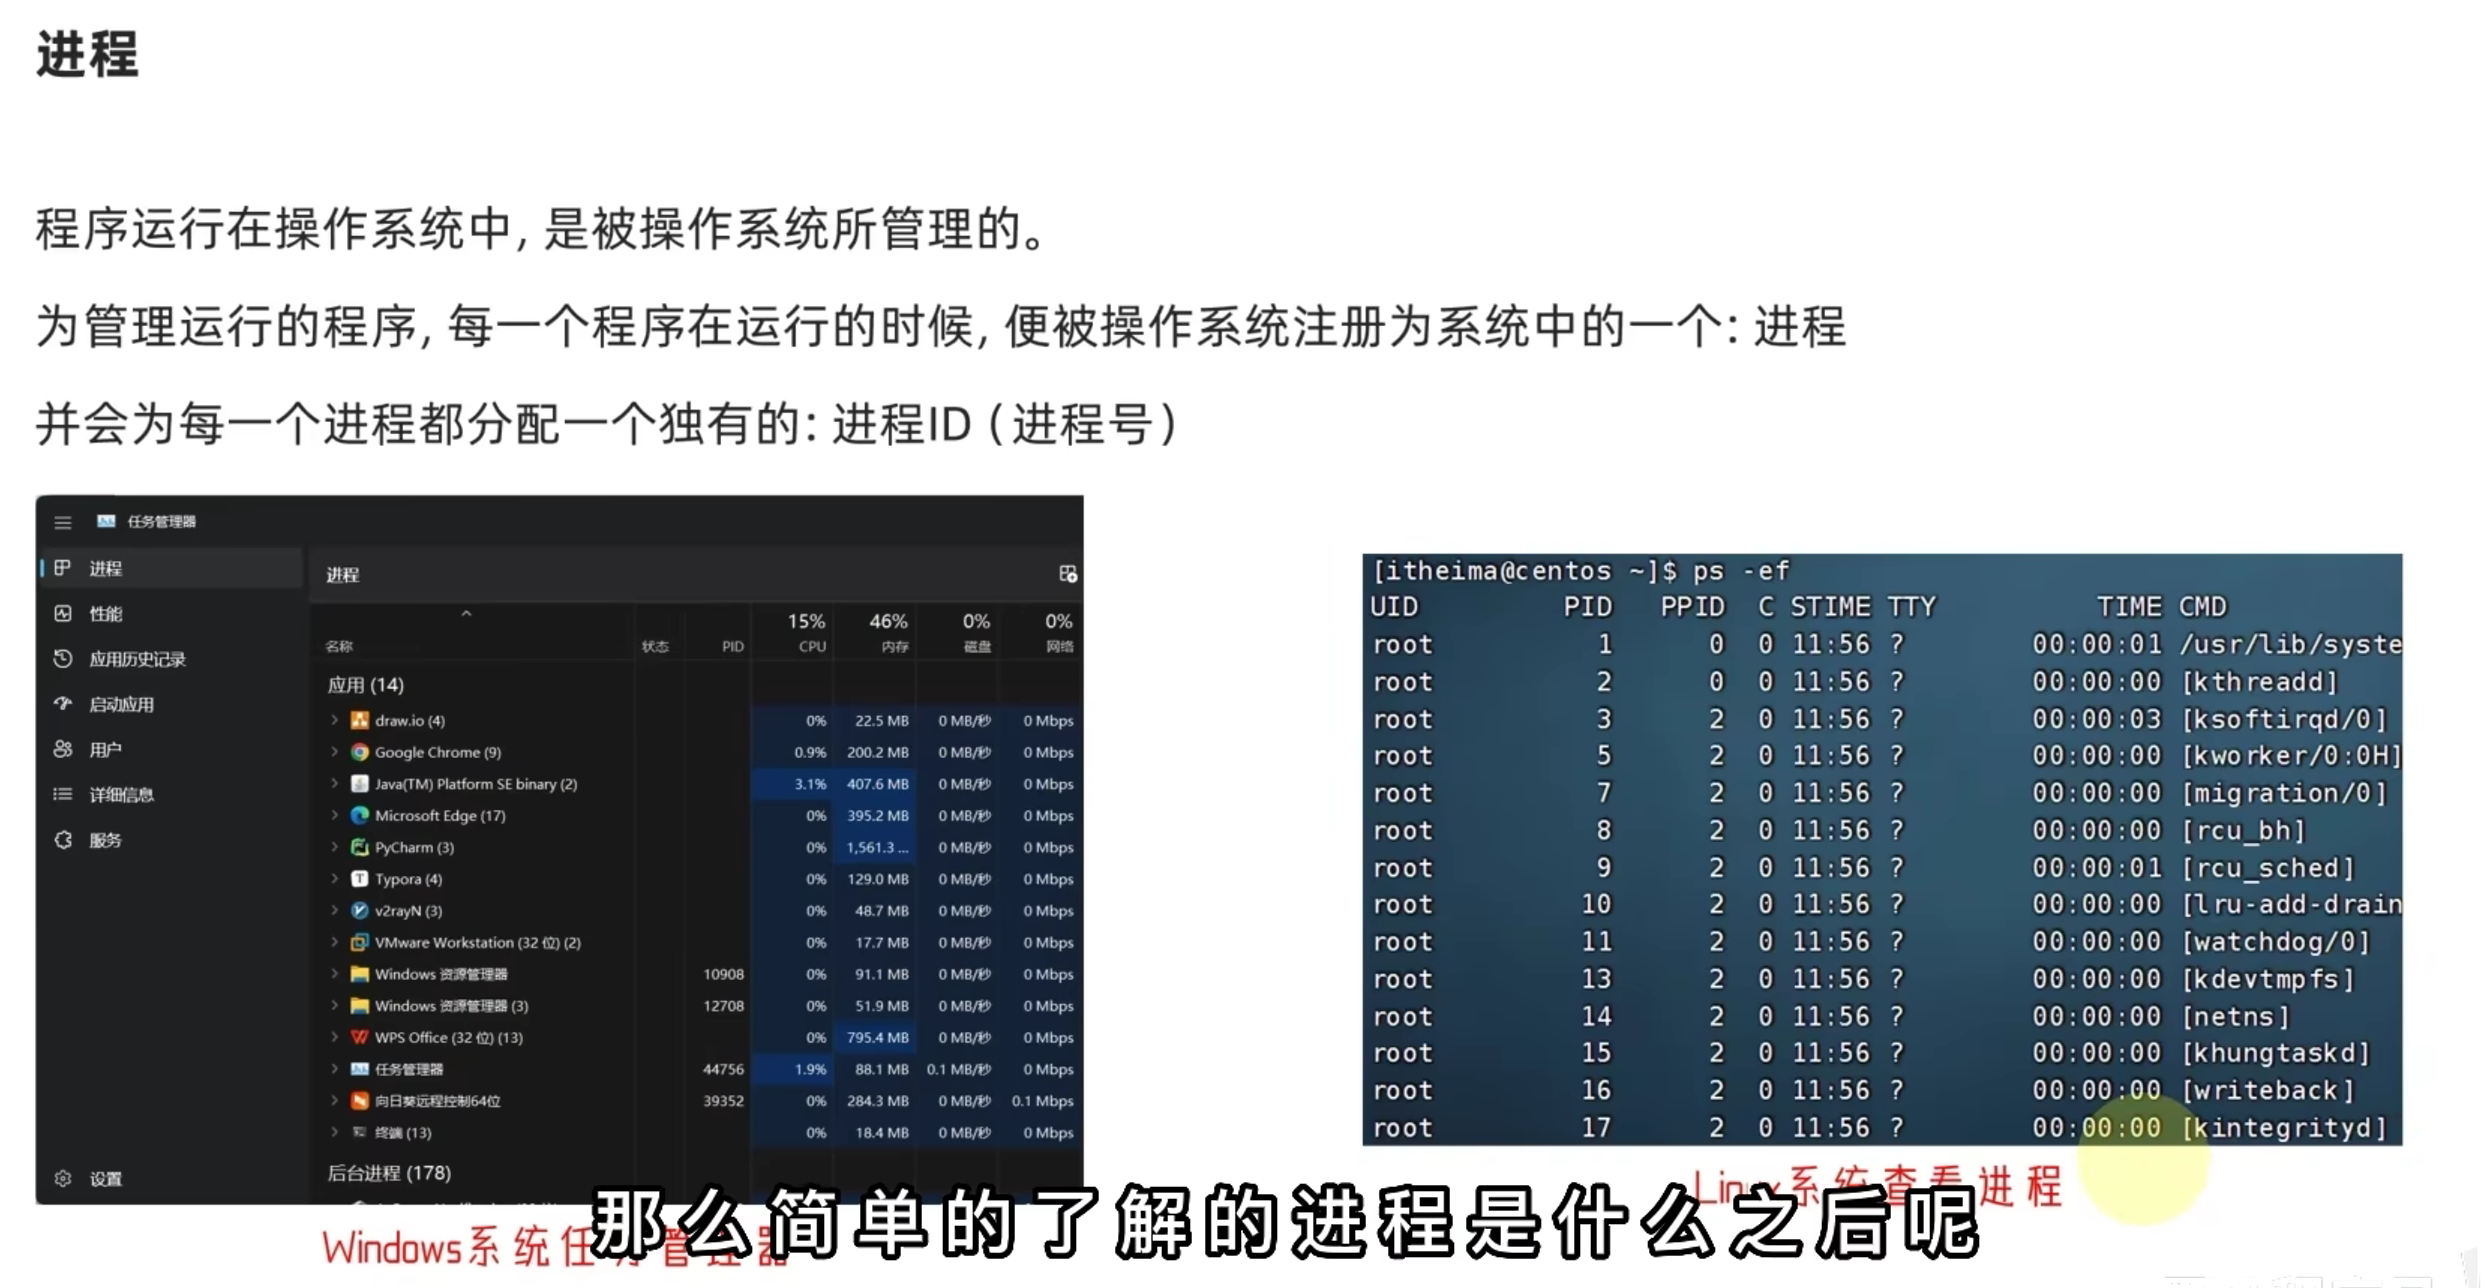 进程
程序运行在操作系统中, 是被操作系统所管理的。
为管理运行的程序, 每一个程序在运行的时候, 便被操作系统注册为系统中的一个: 进程
并会为每一个进程都分配一个独有的: 进程ID (进程号)
任务管理器
进程
性能
应用历史记录
启动应用
用户
详细信息
服务
设置
进程
15% 46% 0% 0%
名称 状态 PID CPU 内存 磁盘 网络
应用 (14)
draw.io (4) 0% 22.5 MB 0 MB/秒 0 Mbps
Google Chrome (9) 0.9% 200.2 MB 0 MB/秒 0 Mbps
Java(TM) Platform SE binary (2) 3.1% 407.6 MB 0 MB/秒 0 Mbps
Microsoft Edge (17) 0% 395.2 MB 0 MB/秒 0 Mbps
PyCharm (3) 0% 1,561.3 ... 0 MB/秒 0 Mbps
Typora (4) 0% 129.0 MB 0 MB/秒 0 Mbps
v2rayN (3) 0% 48.7 MB 0 MB/秒 0 Mbps
VMware Workstation (32 位) (2) 0% 17.7 MB 0 MB/秒 0 Mbps
Windows 资源管理器 10908 0% 91.1 MB 0 MB/秒 0 Mbps
Windows 资源管理器 (3) 12708 0% 51.9 MB 0 MB/秒 0 Mbps
WPS Office (32 位) (13) 0% 795.4 MB 0 MB/秒 0 Mbps
任务管理器 44756 1.9% 88.1 MB 0.1 MB/秒 0 Mbps
向日葵远程控制64位 39352 0% 284.3 MB 0 MB/秒 0.1 Mbps
终端 (13) 0% 18.4 MB 0 MB/秒 0 Mbps
后台进程 (178)
[itheima@centos ~]$ ps -ef
UID PID PPID C STIME TTY TIME CMD
root 1 0 0 11:56 ? 00:00:01 /usr/lib/syste
root 2 0 0 11:56 ? 00:00:00 [kthreadd]
root 3 2 0 11:56 ? 00:00:03 [ksoftirqd/0]
root 5 2 0 11:56 ? 00:00:00 [kworker/0:0H]
root 7 2 0 11:56 ? 00:00:00 [migration/0]
root 8 2 0 11:56 ? 00:00:00 [rcu_bh]
root 9 2 0 11:56 ? 00:00:01 [rcu_sched]
root 10 2 0 11:56 ? 00:00:00 [lru-add-drain
root 11 2 0 11:56 ? 00:00:00 [watchdog/0]
root 13 2 0 11:56 ? 00:00:00 [kdevtmpfs]
root 14 2 0 11:56 ? 00:00:00 [netns]
root 15 2 0 11:56 ? 00:00:00 [khungtaskd]
root 16 2 0 11:56 ? 00:00:00 [writeback]
root 17 2 0 11:56 ? 00:00:00 [kintegrityd]
Linux系统查看进程
Windows系统任务管理器
那么简单的了解的进程是什么之后呢